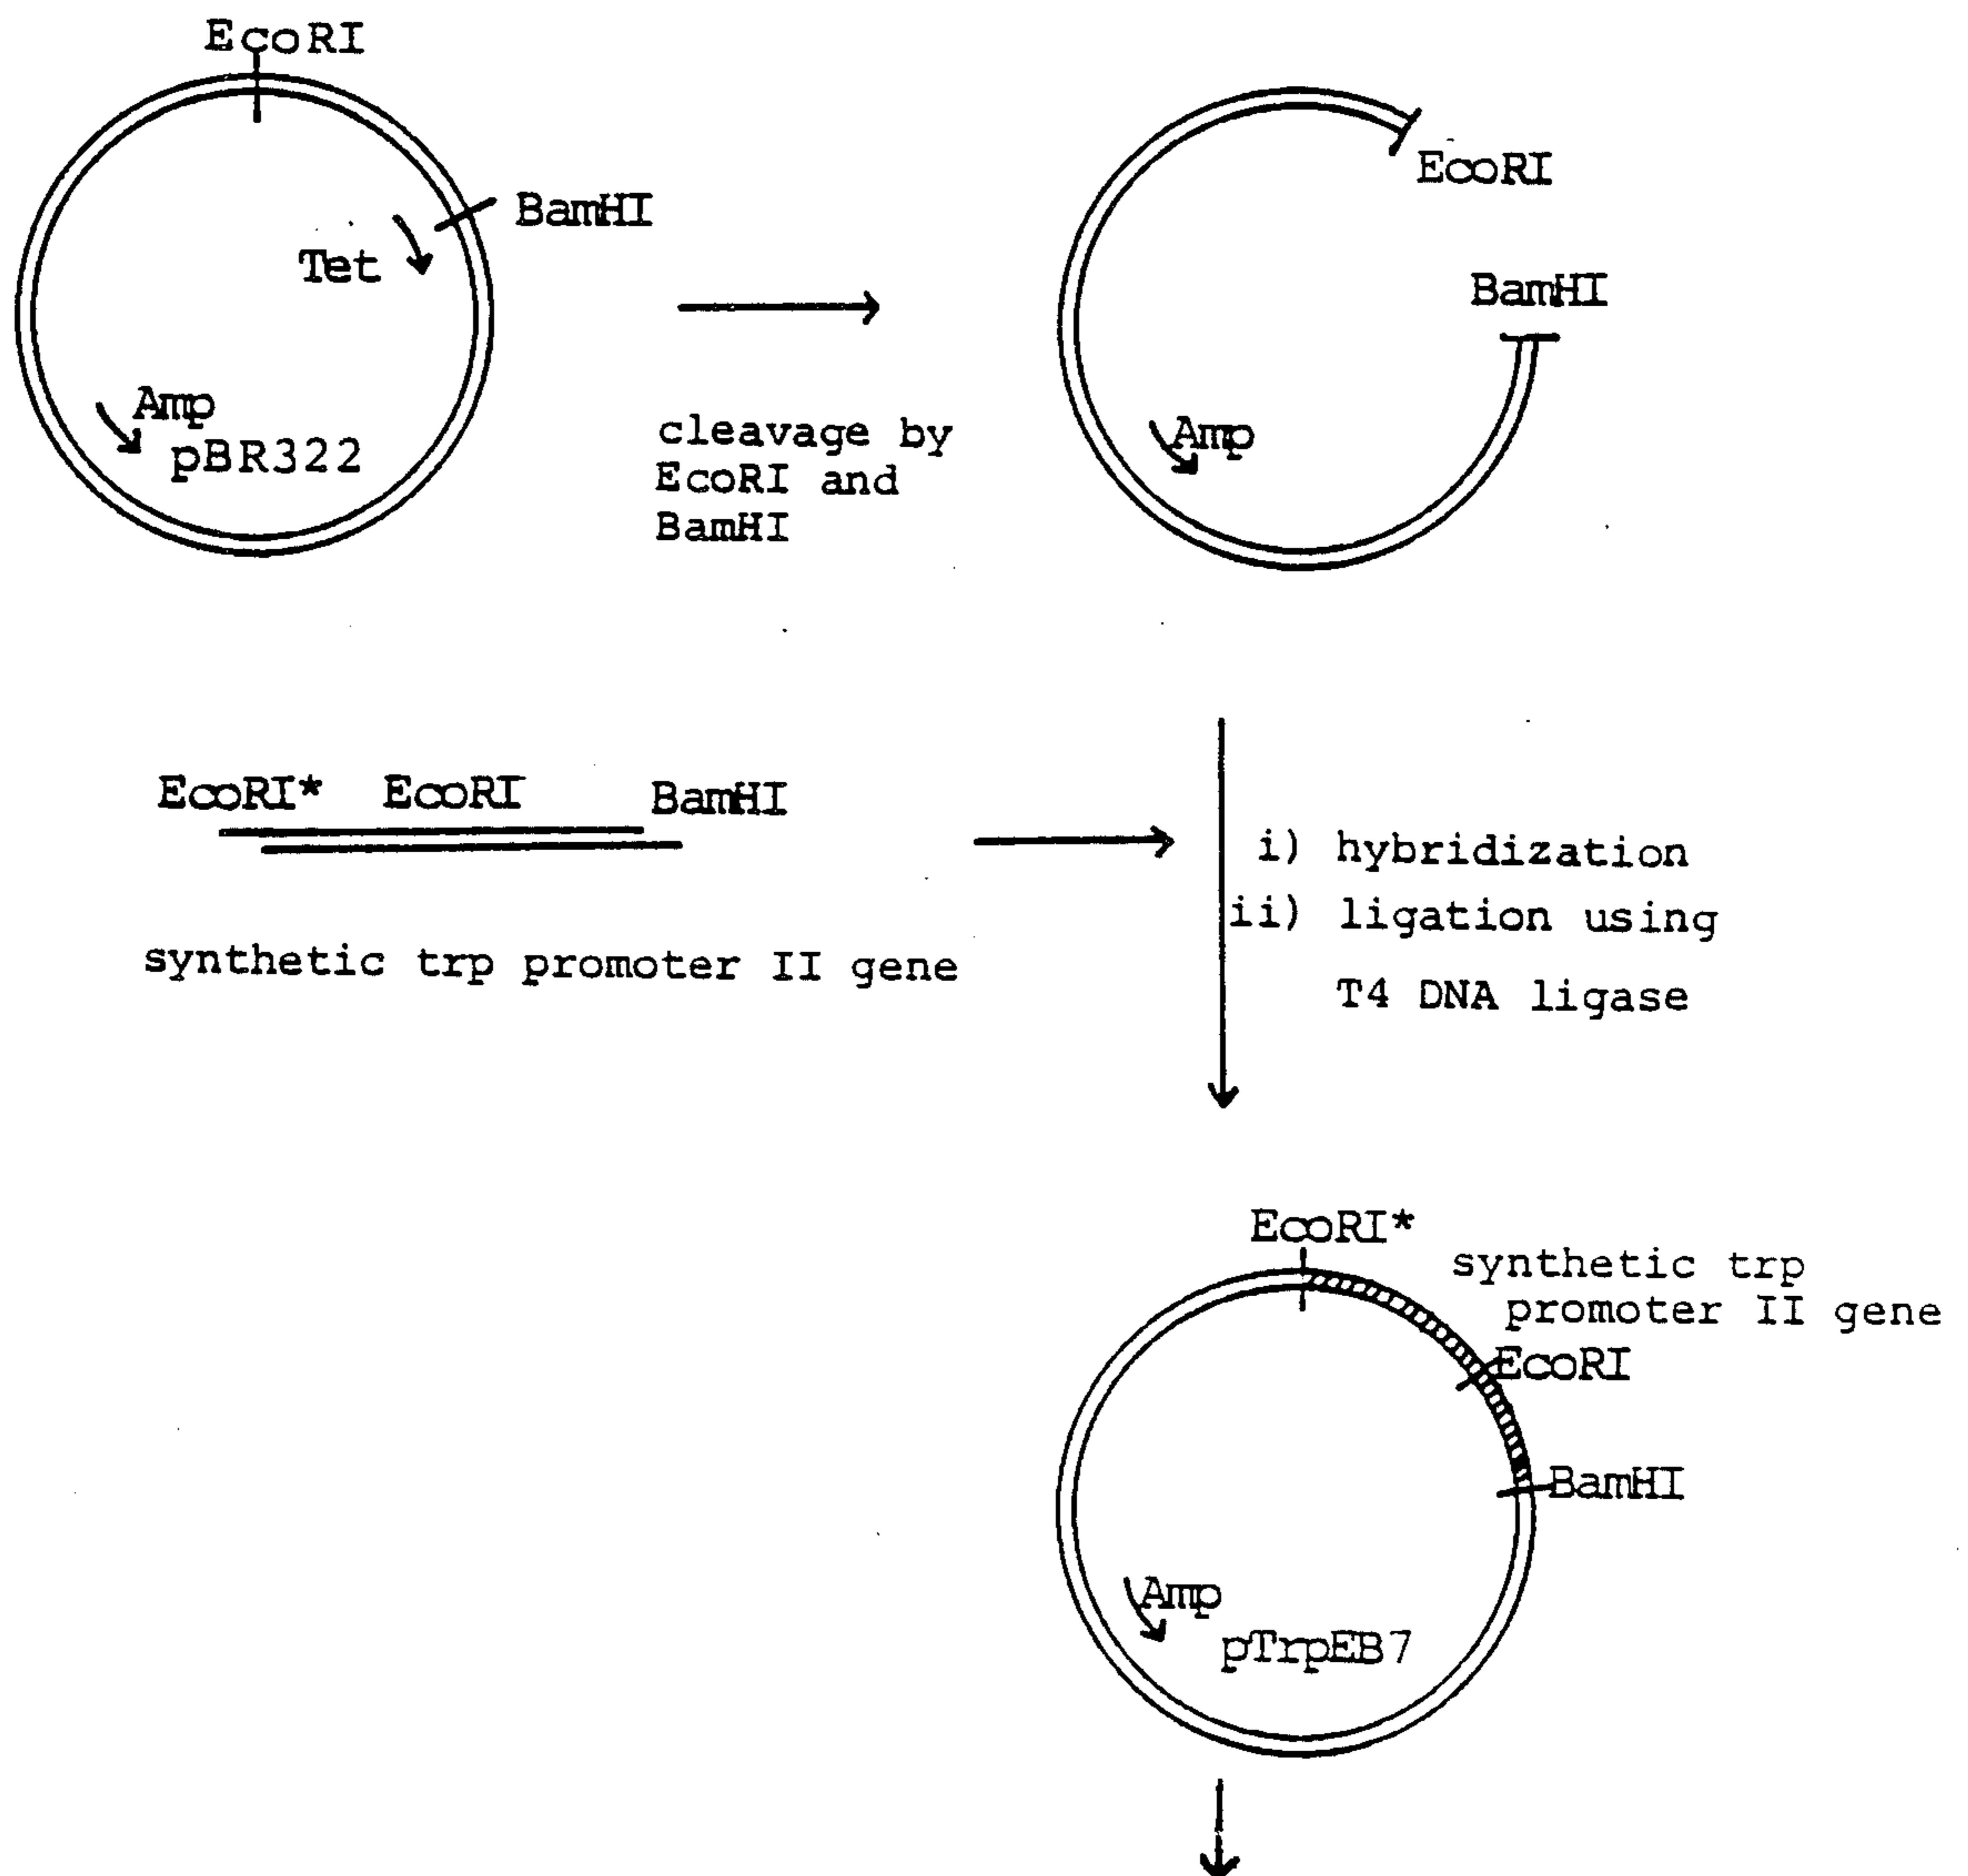 EcoRI
BamHI
Tet
Amp
pBR322
cleavage by
EcoRI and
BamHI
EcoRI
BamHI
Amp
EcoRI* EcoRI BamHI
synthetic trp promoter II gene
i) hybridization
ii) ligation using
T4 DNA ligase
EcoRI*
synthetic trp
promoter II gene
EcoRI
BamHI
Amp
pTrpEB7